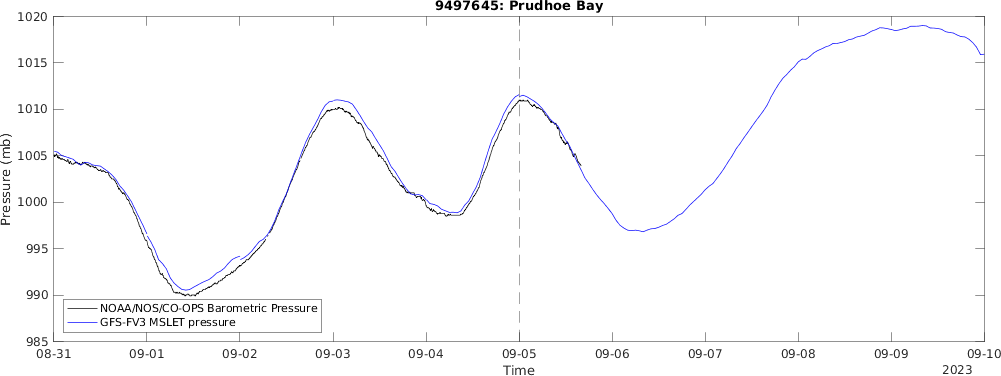 9497645: Prudhoe Bay
Pressure (mb)
1020
1015
1010
1005
1000
995
990
985
NOAA/NOS/CO-OPS Barometric Pressure
GFS-FV3 MSLET pressure
08-31 09-01 09-02 09-03 09-04 09-05 09-06 09-07 09-08 09-09 09-10
Time
2023